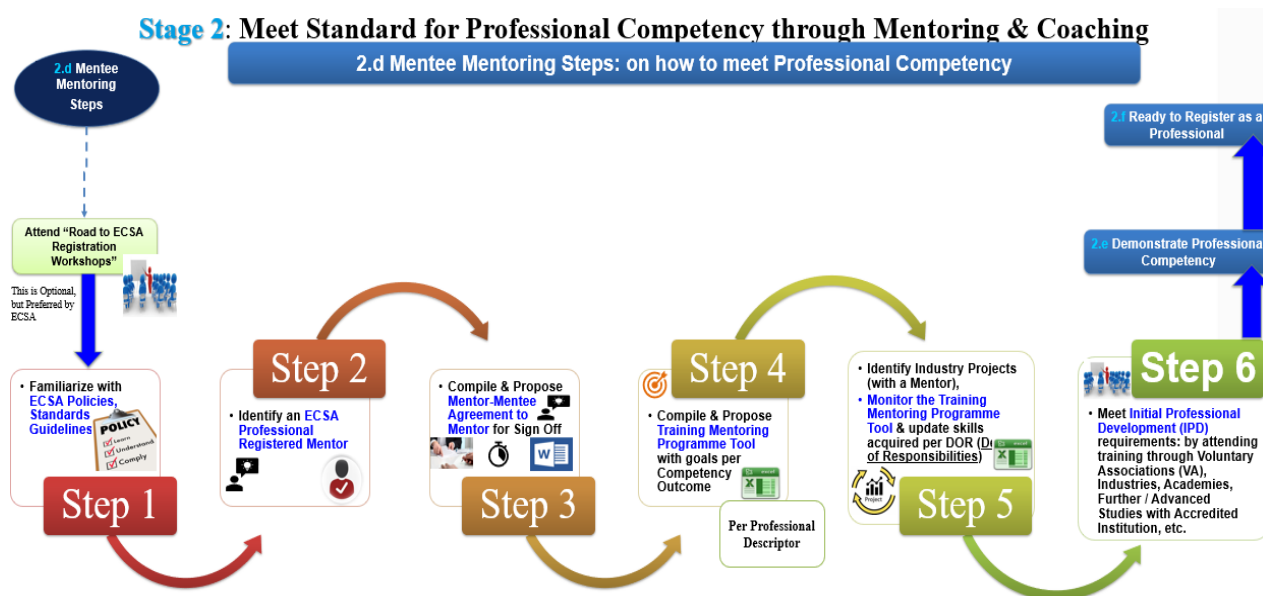 Stage 2: Meet Standard for Professional Competency through Mentoring & Coaching
2.d Mentee Mentoring Steps: on how to meet Professional Competency
2.d Mentee
Mentoring
Steps
Attend “Road to ECSA
Registration
Workshops”
This is Optional,
but Preferred by
ECSA
• Familiarize with
ECSA Policies,
Standards
Guidelines
POLICY
Learn
Understand
Comply
Step 1
Step 2
• Identify an ECSA
Professional
Registered Mentor
• Compile & Propose
Mentor-Mentee
Agreement to
Mentor for Sign Off
Step 3
Step 4
• Compile & Propose
Training Mentoring
Programme Tool
with goals per
Competency
Outcome
Per Professional
Descriptor
• Identify Industry Projects
(with a Mentor),
• Monitor the Training
Mentoring Programme
Tool & update skills
acquired per DOR
of Responsibilities)
Project
Step 5
Step 6
• Meet Initial Professional
Development (IPD)
requirements: by attending
training through Voluntary
Associations (VA),
Industries, Academies,
Further / Advanced
Studies with Accredited
Institution, etc.
2.e Demonstrate Professional
Competency
2.f Ready to Register as a
Professional